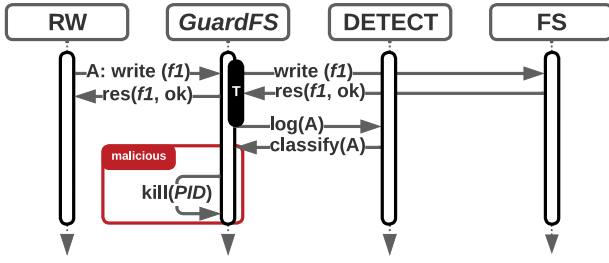 RW GuardFS DETECT FS
A: write (f1) write (f1)
res(f1, ok) T res(f1, ok)
log(A)
malicious classify(A)
kill(PID)